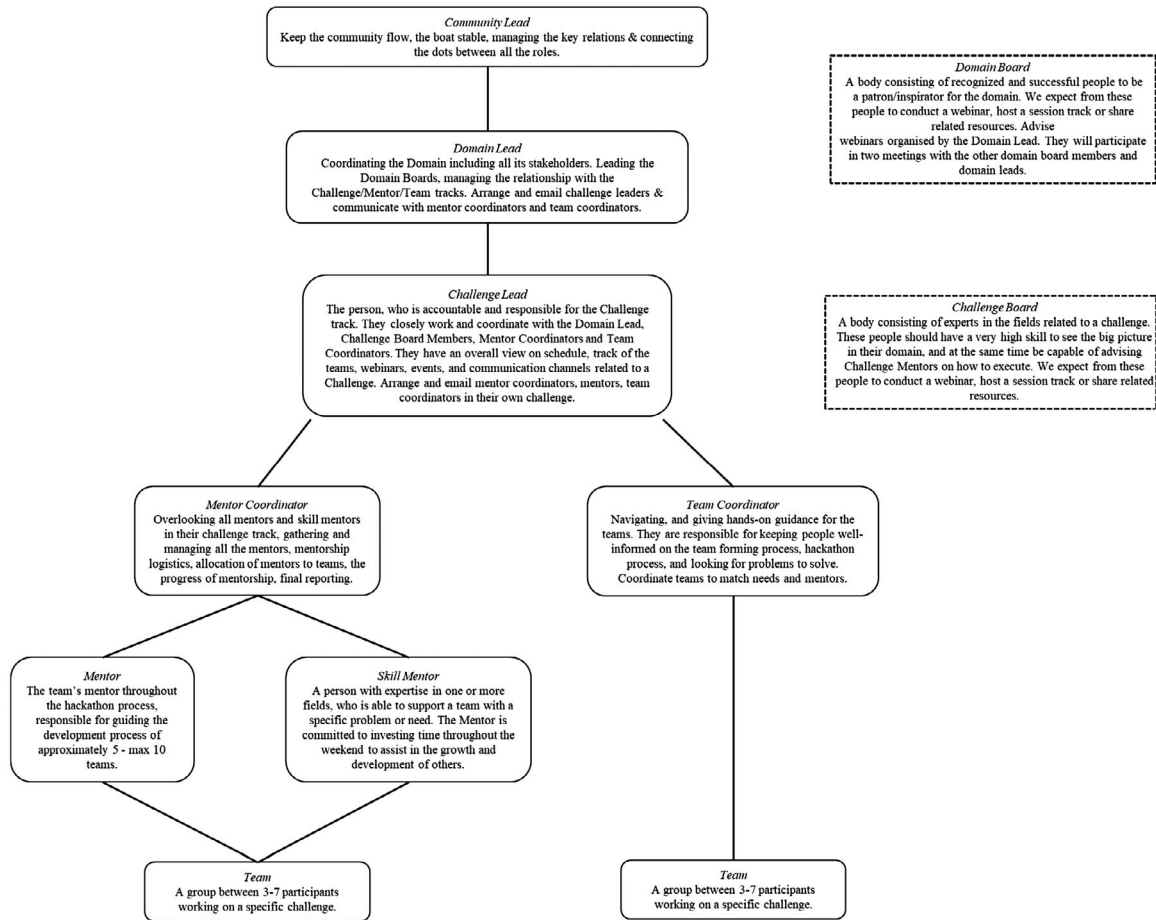 Community Lead
Keep the community flow, the boat stable, managing the key relations & connecting
the dots between all the roles.
Domain Board
A body consisting of recognized and successful people to be
a patron/inspirator for the domain. We expect from these
people to conduct a webinar, host a session track or share
related resources. Advise
webinars organised by the Domain Lead. They will participate
in two meetings with the other domain board members and
domain leads.
Domain Lead
Coordinating the Domain including all its stakeholders. Leading the
Domain Boards, managing the relationship with the
Challenge/Mentor/Team tracks. Arrange and email challenge leaders &
communicate with mentor coordinators and team coordinators.
Challenge Lead
The person, who is accountable and responsible for the Challenge
track. They closely work and coordinate with the Domain Lead,
Challenge Board Members, Mentor Coordinators and Team
Coordinators. They have an overall view on schedule, track of the
teams, webinars, events, and communication channels related to a
Challenge. Arrange and email mentor coordinators, mentors, team
coordinators in their own challenge.
Challenge Board
A body consisting of experts in the fields related to a challenge.
These people should have a very high skill to see the big picture
in their domain, and at the same time be capable of advising
Challenge Mentors on how to execute. We expect from these
people to conduct a webinar, host a session track or share related
resources.
Mentor Coordinator
Overlooking all mentors and skill mentors
in their challenge track, gathering and
managing all the mentors, mentorship
logistics, allocation of mentors to teams, the
progress of mentorship, final reporting.
Team Coordinator
Navigating, and giving hands-on guidance for the
teams. They are responsible for keeping people well-
informed on the team forming process, hackathon
process, and looking for problems to solve.
Coordinate teams to match needs and mentors.
Mentor
The team's mentor throughout
the hackathon process,
responsible for guiding the
development process of
approximately 5 - max 10
teams.
Skill Mentor
A person with expertise in one or more
fields, who is able to support a team with a
specific problem or need. The Mentor is
committed to investing time throughout the
weekend to assist in the growth and
development of others.
Team
A group between 3-7 participants
working on a specific challenge.
Team
A group between 3-7 participants
working on a specific challenge.